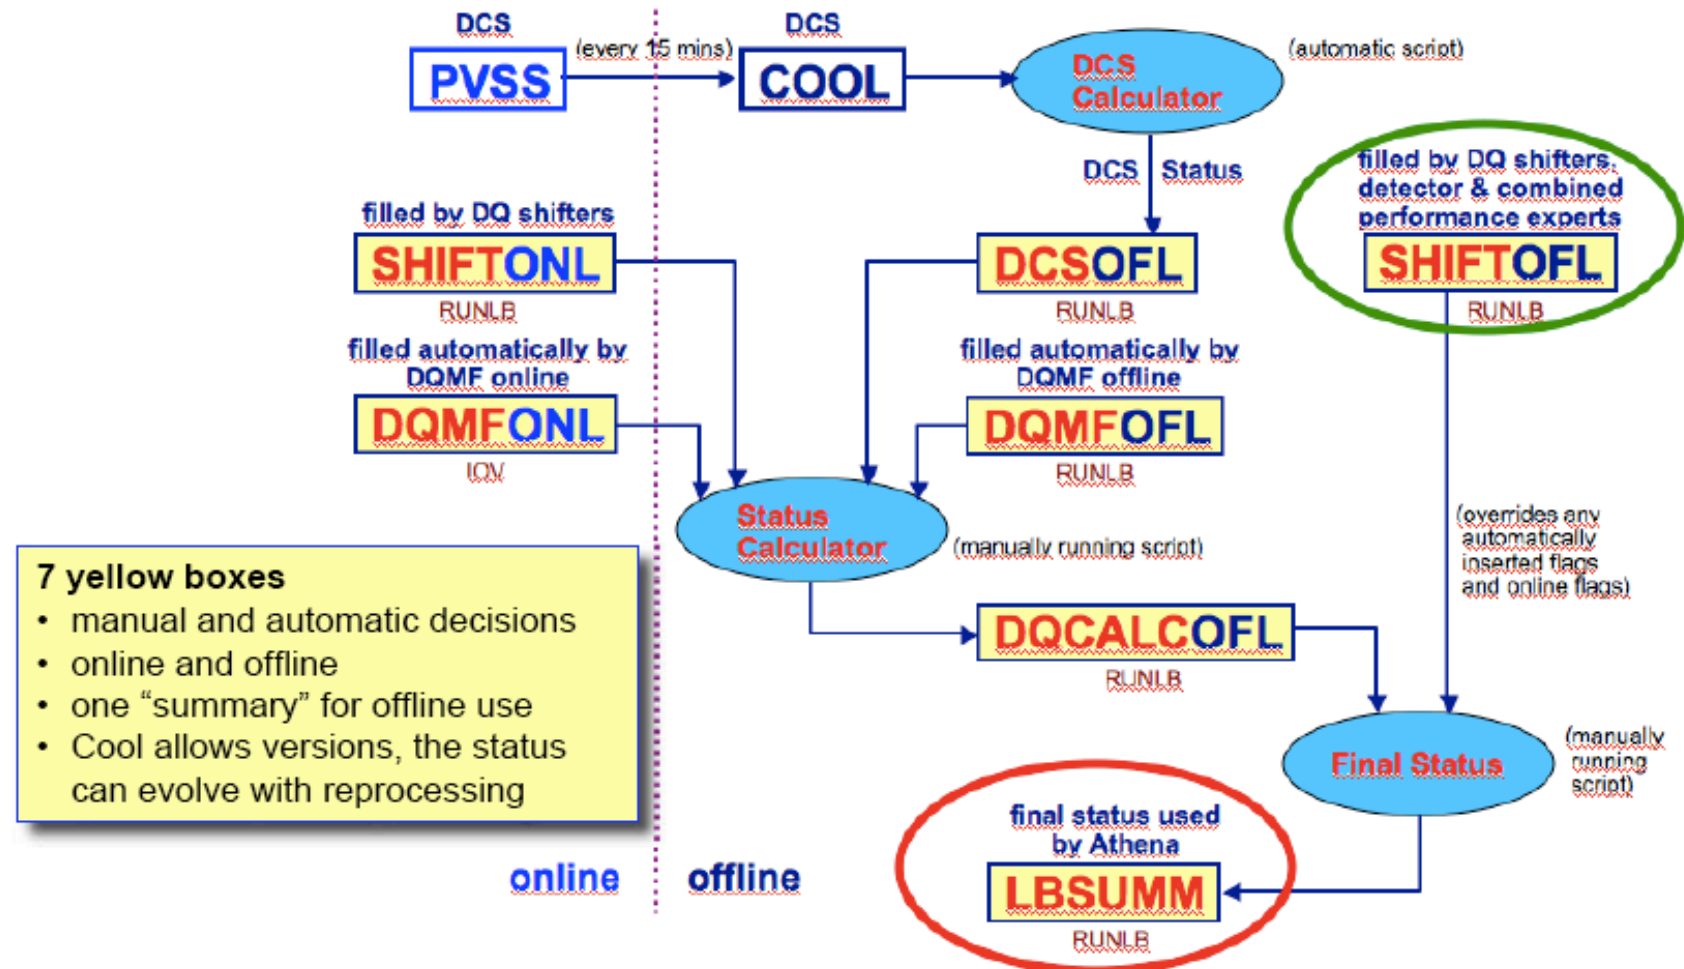 DCS
PVSS
(every 15 mins)
DCS
COOL
DCS
Calculator
(automatic script)
DCS Status
filled by DQ shifters
SHIFTONL
RUNLB
DCSOFL
RUNLB
filled by DQ shifters,
detector & combined
performance experts
SHIFTOFL
RUNLB
filled automatically by
DQMF online
DQMFONL
IOV
filled automatically by
DQMF offline
DQMFOFL
RUNLB
Status
Calculator
(manually running script)
(overrides any
automatically
inserted flags
and online flags)
7 yellow boxes
• manual and automatic decisions
• online and offline
• one “summary” for offline use
• Cool allows versions, the status
can evolve with reprocessing
DQCALCOFL
RUNLB
Final Status
(manually
running
script)
final status used
by Athena
LBSUMM
RUNLB
online
offline